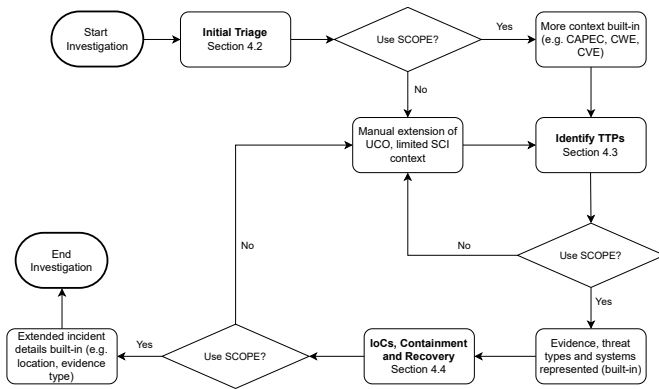 Start
Investigation
Initial Triage
Section 4.2
Use SCOPE?
Yes
More context built-in
(e.g. CAPEC, CWE,
CVE)
No
Manual extension of
UCO, limited SCI
context
Identify TTPs
Section 4.3
No
Use SCOPE?
Yes
Evidence, threat
types and systems
represented (built-in)
IoCs, Containment
and Recovery
Section 4.4
Use SCOPE?
No
Yes
Extended incident
details built-in (e.g.
location, evidence
type)
End
Investigation